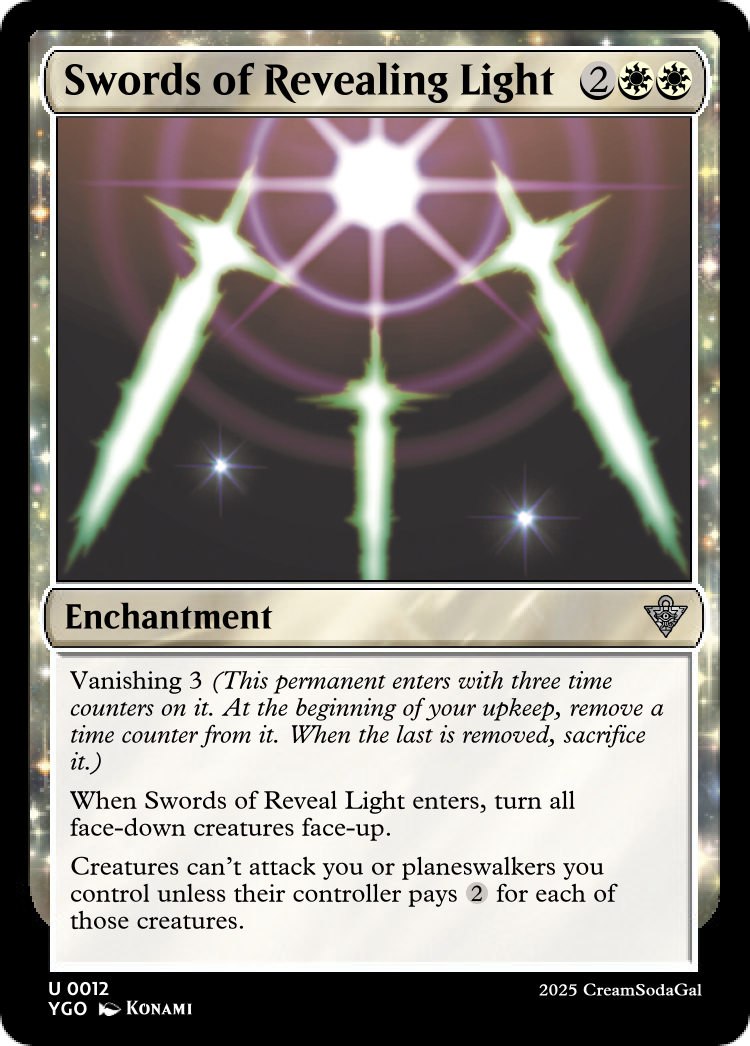 Swords of Revealing Light 2
Enchantment
Vanishing 3 (This permanent enters with three time
counters on it. At the beginning of your upkeep, remove a
time counter from it. When the last is removed, sacrifice
it.)
When Swords of Reveal Light enters, turn all
face-down creatures face-up.
Creatures can't attack you or planeswalkers you
control unless their controller pays 2 for each of
those creatures.
U 0012
YGO KONAMI
2025 CreamSodaGal